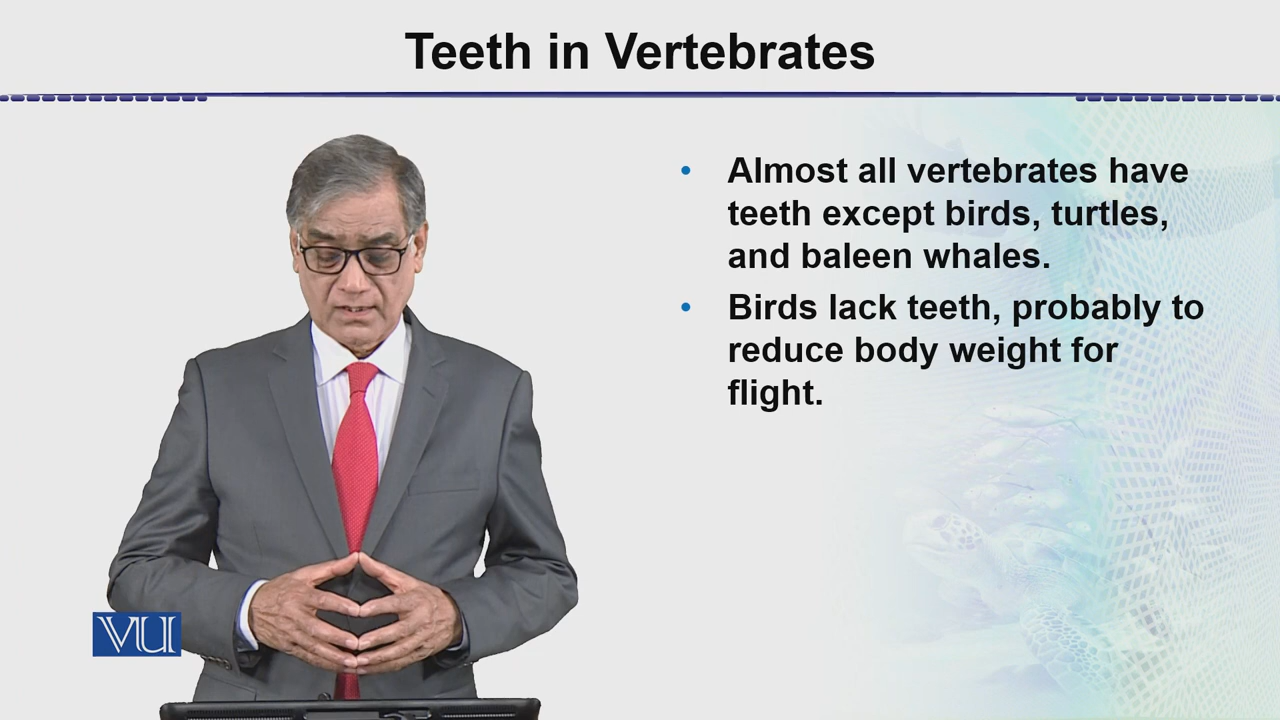 Teeth in Vertebrates
• Almost all vertebrates have
teeth except birds, turtles,
and baleen whales.
• Birds lack teeth, probably to
reduce body weight for
flight.
VU